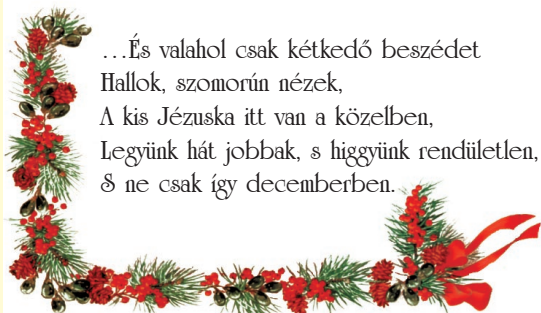 …És valahol csak kétkedő beszédet
Hallok, szomorún nézek,
A kis Jézuska itt van a közelben,
Legyünk hát jobbak, s higgyünk rendületlen,
S ne csak így decemberben.